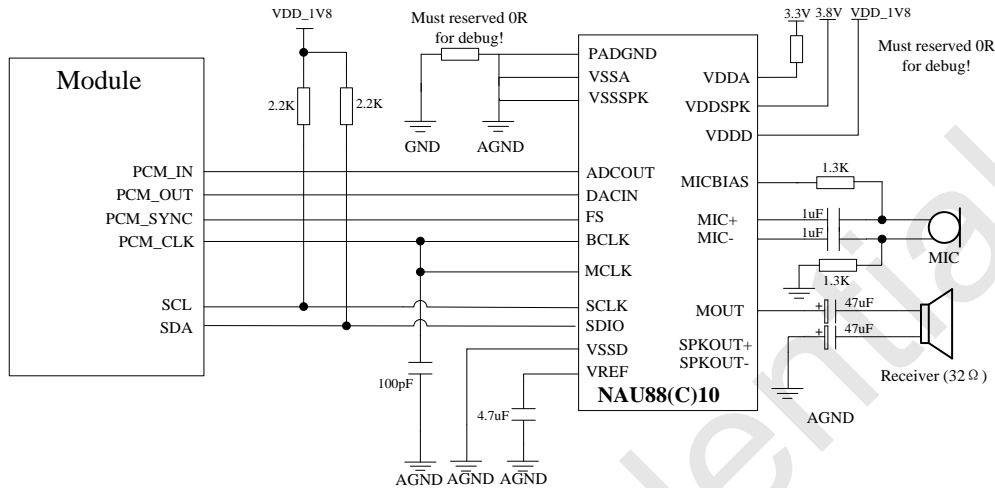 VDD_1V8
Must reserved 0R
for debug!
3.3V 3.8V VDD_1V8
Must reserved 0R
for debug!
Module
2.2K
2.2K
GND
AGND
PADGND
VSSA
VSSSPK
VDDA
VDDSPK
VDDD
PCM_IN
PCM_OUT
PCM_SYNC
PCM_CLK
SCL
SDA
ADCOUT
DACIN
FS
BCLK
MCLK
SCLK
SDIO
VSSD
VREF
NAU88(C)10
MICBIAS
MIC+
MIC-
MOUT
SPKOUT+
SPKOUT-
1.3K
1uF
1uF
MIC
1.3K
+ 47uF
+ 47uF
Receiver (32Ω)
AGND
100pF
4.7uF
AGND
AGND
AGND